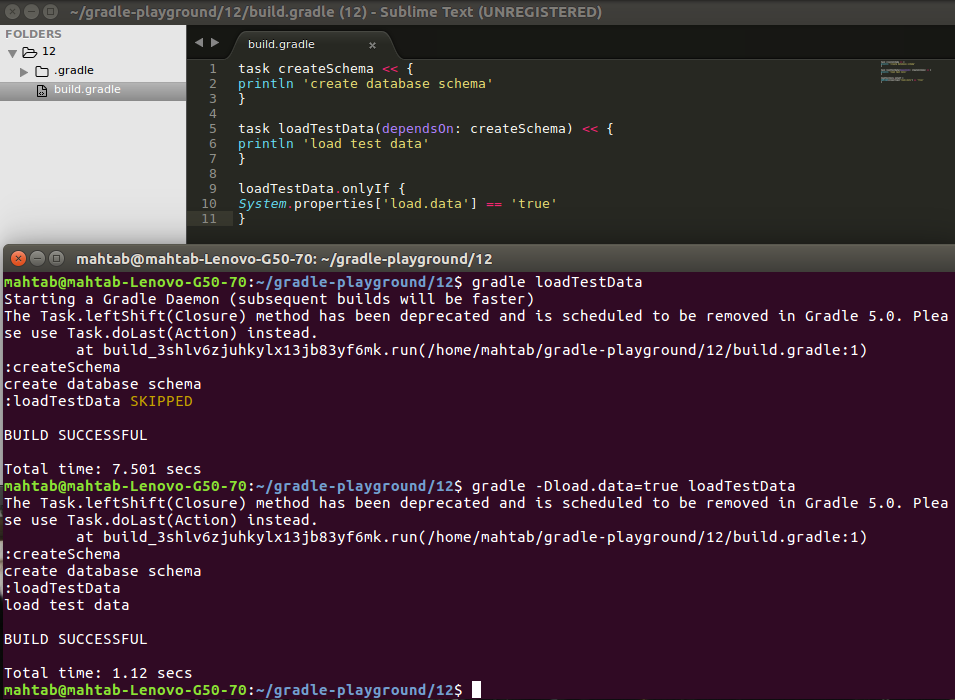 ~/gradle-playground/12/build.gradle (12) - Sublime Text (UNREGISTERED)
FOLDERS
12
.gradle
build.gradle
build.gradle
1 task createSchema << {
2 println 'create database schema'
3 }
4
5 task loadTestData(dependsOn: createSchema) << {
6 println 'load test data'
7 }
8
9 loadTestData.onlyIf {
10 System.properties['load.data'] == 'true'
11 }
mahtab@mahtab-Lenovo-G50-70: ~/gradle-playground/12
mahtab@mahtab-Lenovo-G50-70:~/gradle-playground/12$ gradle loadTestData
Starting a Gradle Daemon (subsequent builds will be faster)
The Task.leftShift(Closure) method has been deprecated and is scheduled to be removed in Gradle 5.0. Plea
se use Task.doLast(Action) instead.
at build_3shlv6zjuhkylx13jb83yf6mk.run(/home/mahtab/gradle-playground/12/build.gradle:1)
:createSchema
create database schema
:loadTestData SKIPPED
BUILD SUCCESSFUL
Total time: 7.501 secs
mahtab@mahtab-Lenovo-G50-70:~/gradle-playground/12$ gradle -Dload.data=true loadTestData
The Task.leftShift(Closure) method has been deprecated and is scheduled to be removed in Gradle 5.0. Plea
se use Task.doLast(Action) instead.
at build_3shlv6zjuhkylx13jb83yf6mk.run(/home/mahtab/gradle-playground/12/build.gradle:1)
:createSchema
create database schema
:loadTestData
load test data
BUILD SUCCESSFUL
Total time: 1.12 secs
mahtab@mahtab-Lenovo-G50-70:~/gradle-playground/12$